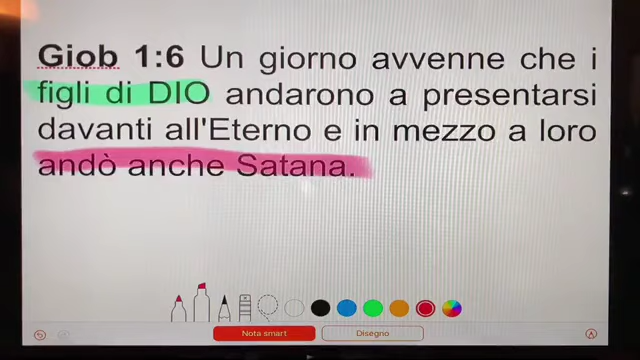 Giob 1:6 Un giorno avvenne che i
figli di DIO andarono a presentarsi
davanti all'Eterno e in mezzo a loro
andò anche Satana.
Nota smart
Disegno